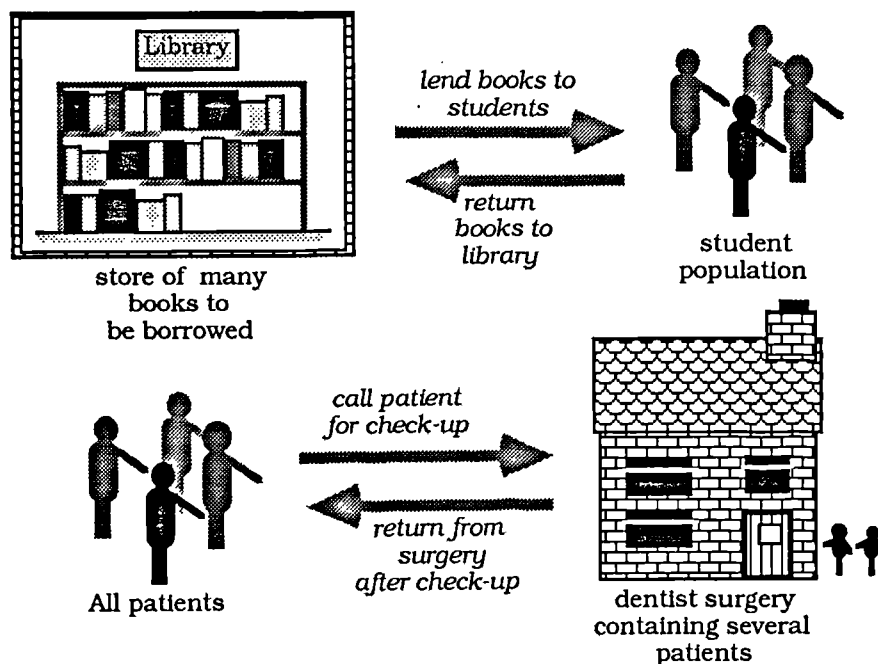 Library
lend books to
students
return
books to
library
student
population
store of many
books to
be borrowed
call patient
for check-up
return from
surgery
after check-up
All patients
dentist surgery
containing several
patients